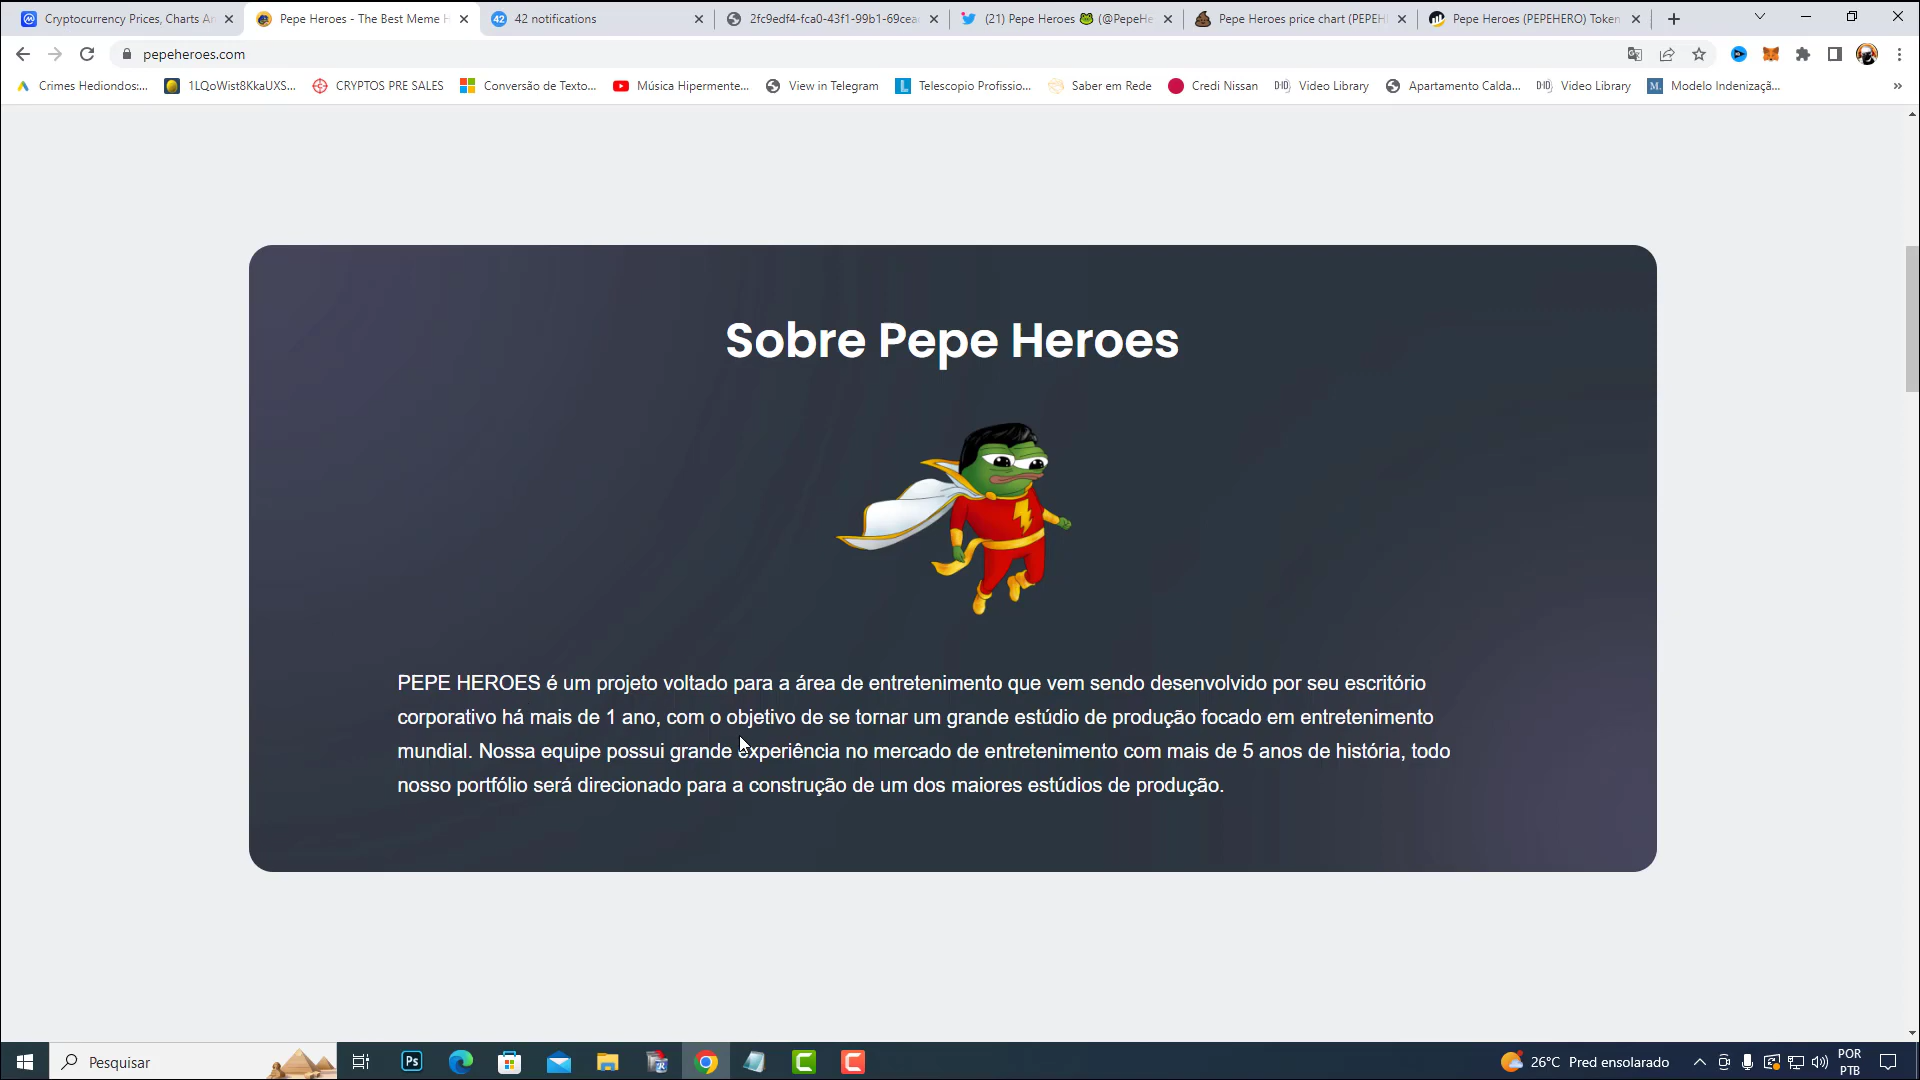 Cryptocurrency Prices, Charts An
Pepe Heroes - The Best Meme H
42 notifications
2fc9edf4-fca0-43f1-99b1-69cea
(21) Pepe Heroes 🐸 (@PepeHe
Pepe Heroes price chart (PEPEH
Pepe Heroes (PEPEHERO) Token
pepeheroes.com
Crimes Hediondos:...
1LQoWist8KkaUXS...
CRYPTOS PRE SALES
Conversão de Texto...
Música Hipermente...
View in Telegram
Telescopio Profissio...
Saber em Rede
Credi Nissan
Video Library
Apartamento Calda...
Video Library
Modelo Indenizaçã...
Sobre Pepe Heroes
PEPE HEROES é um projeto voltado para a área de entretenimento que vem sendo desenvolvido por seu escritório
corporativo há mais de 1 ano, com o objetivo de se tornar um grande estúdio de produção focado em entretenimento
mundial. Nossa equipe possui grande experiência no mercado de entretenimento com mais de 5 anos de história, todo
nosso portfólio será direcionado para a construção de um dos maiores estúdios de produção.
Pesquisar
26°C Pred ensolarado
POR
PTB